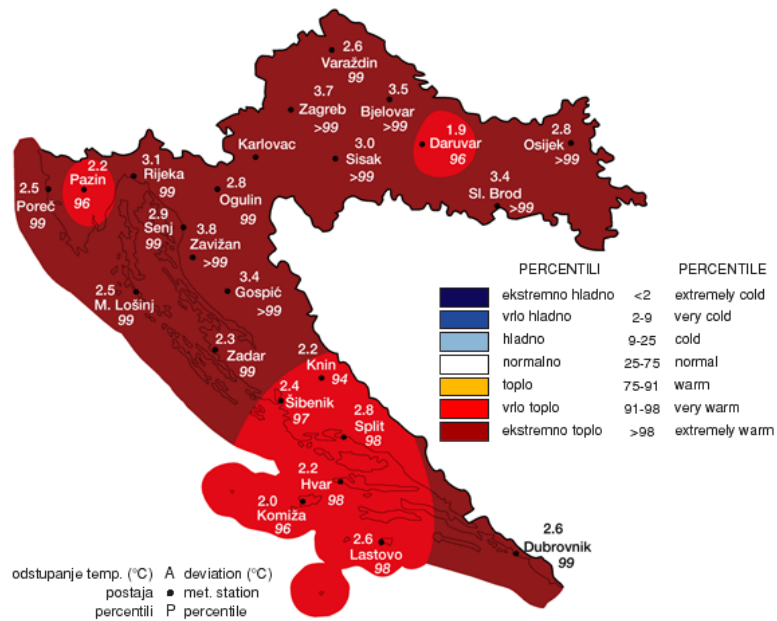 2.6
Varaždin
99
3.7
Zagreb
>99
3.5
Bjelovar
>99
Karlovac
3.0
Sisak
>99
1.9
Daruvar
96
2.8
Osijek
>99
3.4
Sl. Brod
>99
2.5
Poreč
99
2.2
Pazin
96
3.1
Rijeka
99
2.8
Ogulin
99
2.9
Senj
99
3.8
Zavižan
>99
3.4
Gospić
>99
2.5
M. Lošinj
99
2.3
Zadar
99
2.2
Knin
94
2.4
Šibenik
97
2.8
Split
98
2.2
Hvar
98
2.0
Komiža
96
2.6
Lastovo
98
2.6
Dubrovnik
99
PERCENTILI PERCENTILE
ekstremno hladno <2 extremely cold
vrlo hladno 2-9 very cold
hladno 9-25 cold
normalno 25-75 normal
toplo 75-91 warm
vrlo toplo 91-98 very warm
ekstremno toplo >98 extremely warm
odstupanje temp. (°C) A deviation (°C)
postaja met. station
percentili P percentile